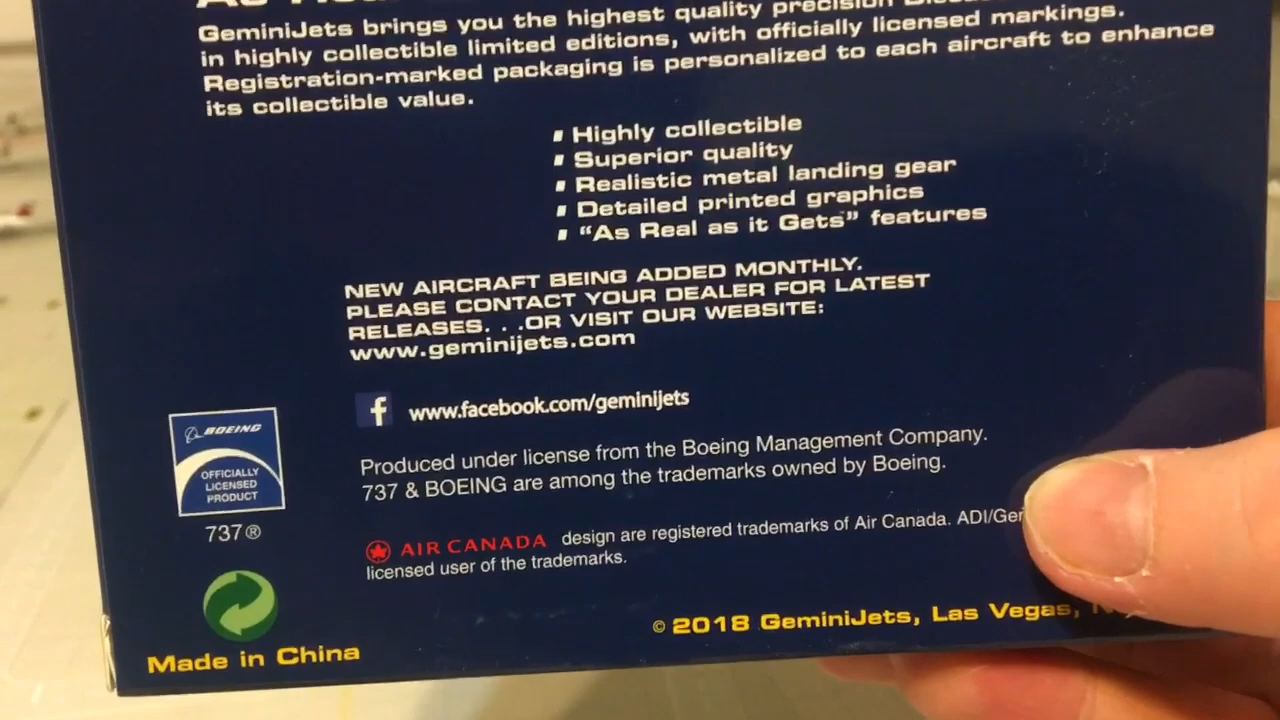 GeminiJets brings you the highest quality precision
in highly collectible limited editions, with officially licensed markings.
Registration-marked packaging is personalized to each aircraft to enhance
its collectible value.
Highly collectible
Superior quality
Realistic metal landing gear
Detailed printed graphics
“As Real as it Gets” features
NEW AIRCRAFT BEING ADDED MONTHLY.
PLEASE CONTACT YOUR DEALER FOR LATEST
RELEASES. . .OR VISIT OUR WEBSITE:
www.geminijets.com
f www.facebook.com/geminijets
BOEING
OFFICIALLY
LICENSED
PRODUCT
737®
Produced under license from the Boeing Management Company.
737 & BOEING are among the trademarks owned by Boeing.
AIR CANADA design are registered trademarks of Air Canada. ADI/Ge
licensed user of the trademarks.
© 2018 GeminiJets, Las Vegas,
Made in China